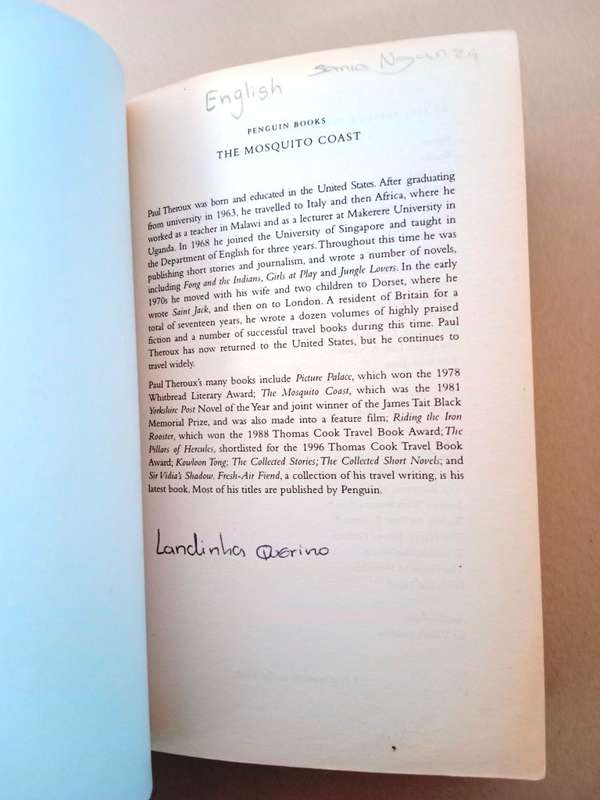 English
PENGUIN BOOKS
THE MOSQUITO COAST
Paul Theroux was born and educated in the United States. After graduating
from university in 1963, he travelled to Italy and then Africa, where he
worked as a teacher in Malawi and as a lecturer at Makerere University in
Uganda. In 1968 he joined the University of Singapore and taught in
the Department of English for three years. Throughout this time he was
publishing short stories and journalism, and wrote a number of novels,
including Fong and the Indians, Girls at Play and Jungle Lovers. In the early
1970s he moved with his wife and two children to Dorset, where he
wrote Saint Jack, and then on to London. A resident of Britain for a
total of seventeen years, he wrote a dozen volumes of highly praised
fiction and a number of successful travel books during this time. Paul
Theroux has now returned to the United States, but he continues to
travel widely.
Paul Theroux's many books include Picture Palace, which won the 1978
Whitbread Literary Award; The Mosquito Coast, which was the 1981
Yorkshire Post Novel of the Year and joint winner of the James Tait Black
Memorial Prize, and was also made into a feature film; Riding the Iron
Rooster, which won the 1988 Thomas Cook Travel Book Award; The
Pillars of Hercules, shortlisted for the 1996 Thomas Cook Travel Book
Award; Kowloon Tong; The Collected Stories; The Collected Short Novels; and
Sir Vidia's Shadow. Fresh-Air Fiend, a collection of his travel writing, is his
latest book. Most of his titles are published by Penguin.
Landinha Querino